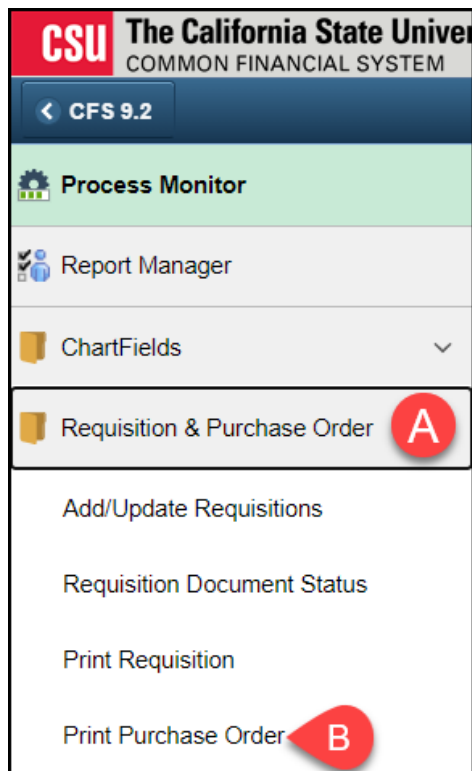 CSU The California State Univer
COMMON FINANCIAL SYSTEM
CFS 9.2
Process Monitor
Report Manager
ChartFields
Requisition & Purchase Order A
Add/Update Requisitions
Requisition Document Status
Print Requisition
Print Purchase Order B